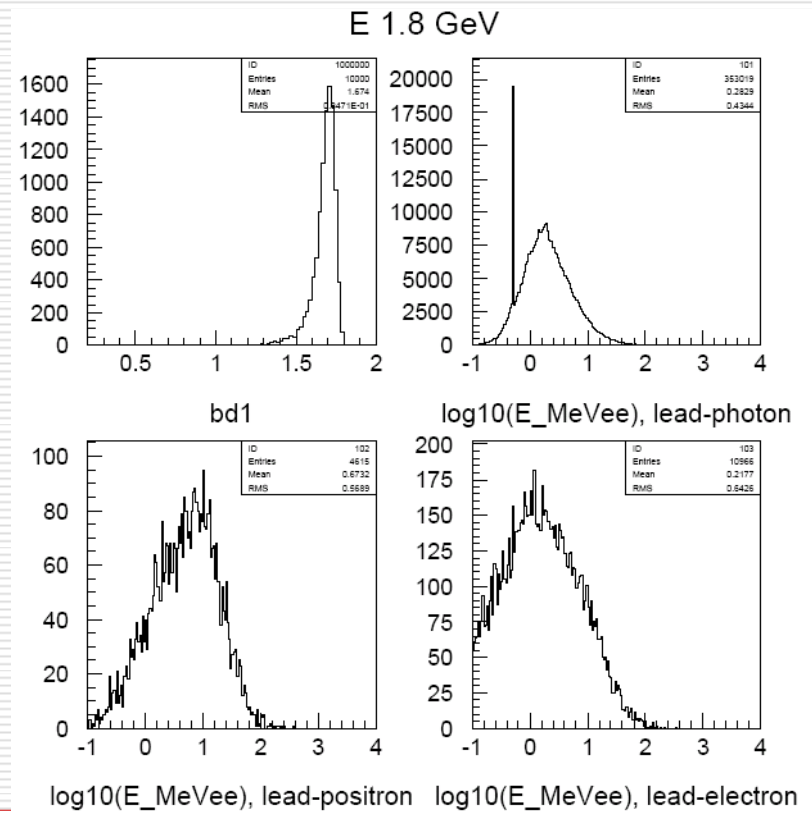 E 1.8 GeV
ID 1000000
Entries 10000
Mean 1.674
RMS
1600
1400
1200
1000
800
600
400
200
0
0.5 1 1.5 2
bd1
ID 101
Entries 353019
Mean 0.2829
RMS 0.4344
20000
17500
15000
12500
10000
7500
5000
2500
0
-1 0 1 2 3 4
log10(E_MeVee), lead-photon
ID 102
Entries 4615
Mean 0.6732
RMS 0.5689
100
80
60
40
20
0
-1 0 1 2 3 4
log10(E_MeVee), lead-positron
ID 103
Entries 10966
Mean 0.2177
RMS 0.6426
200
175
150
125
100
75
50
25
0
-1 0 1 2 3 4
log10(E_MeVee), lead-electron